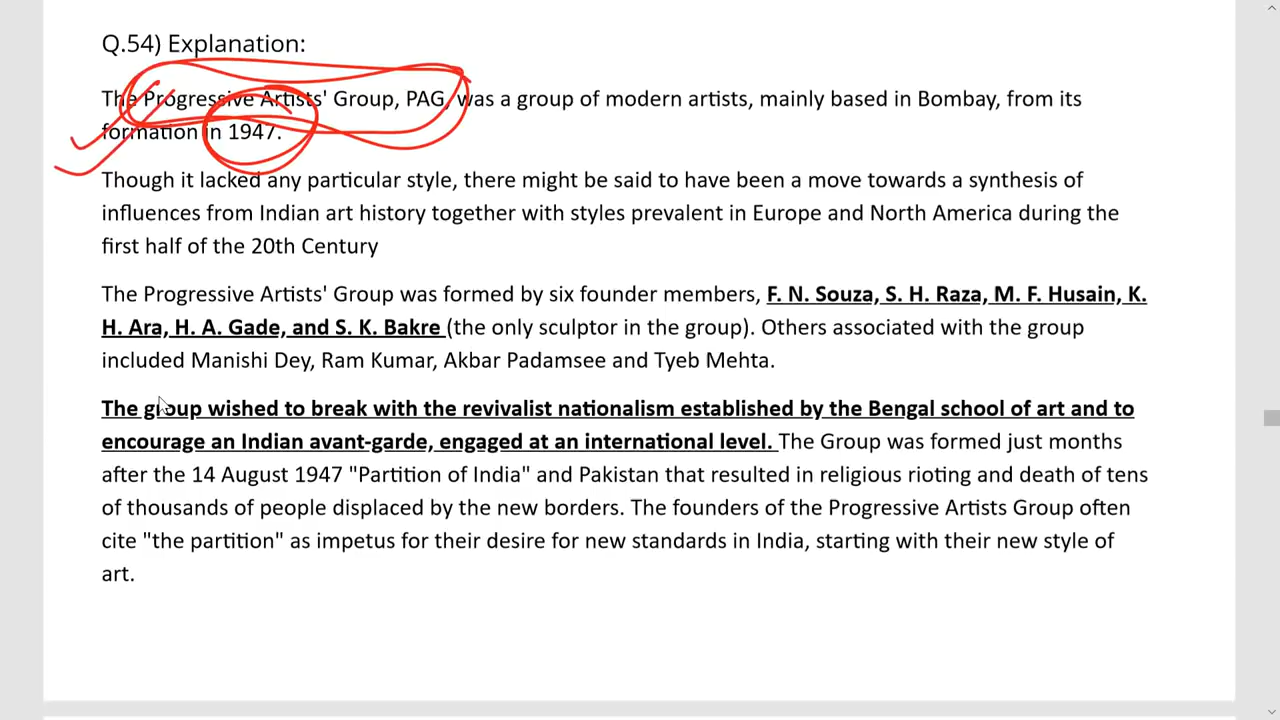 Q.54) Explanation:
The Progressive Artists' Group, PAG, was a group of modern artists, mainly based in Bombay, from its
formation in 1947.
Though it lacked any particular style, there might be said to have been a move towards a synthesis of
influences from Indian art history together with styles prevalent in Europe and North America during the
first half of the 20th Century
The Progressive Artists' Group was formed by six founder members, F. N. Souza, S. H. Raza, M. F. Husain, K.
H. Ara, H. A. Gade, and S. K. Bakre (the only sculptor in the group). Others associated with the group
included Manishi Dey, Ram Kumar, Akbar Padamsee and Tyeb Mehta.
The group wished to break with the revivalist nationalism established by the Bengal school of art and to
encourage an Indian avant-garde, engaged at an international level. The Group was formed just months
after the 14 August 1947 "Partition of India" and Pakistan that resulted in religious rioting and death of tens
of thousands of people displaced by the new borders. The founders of the Progressive Artists Group often
cite "the partition" as impetus for their desire for new standards in India, starting with their new style of
art.